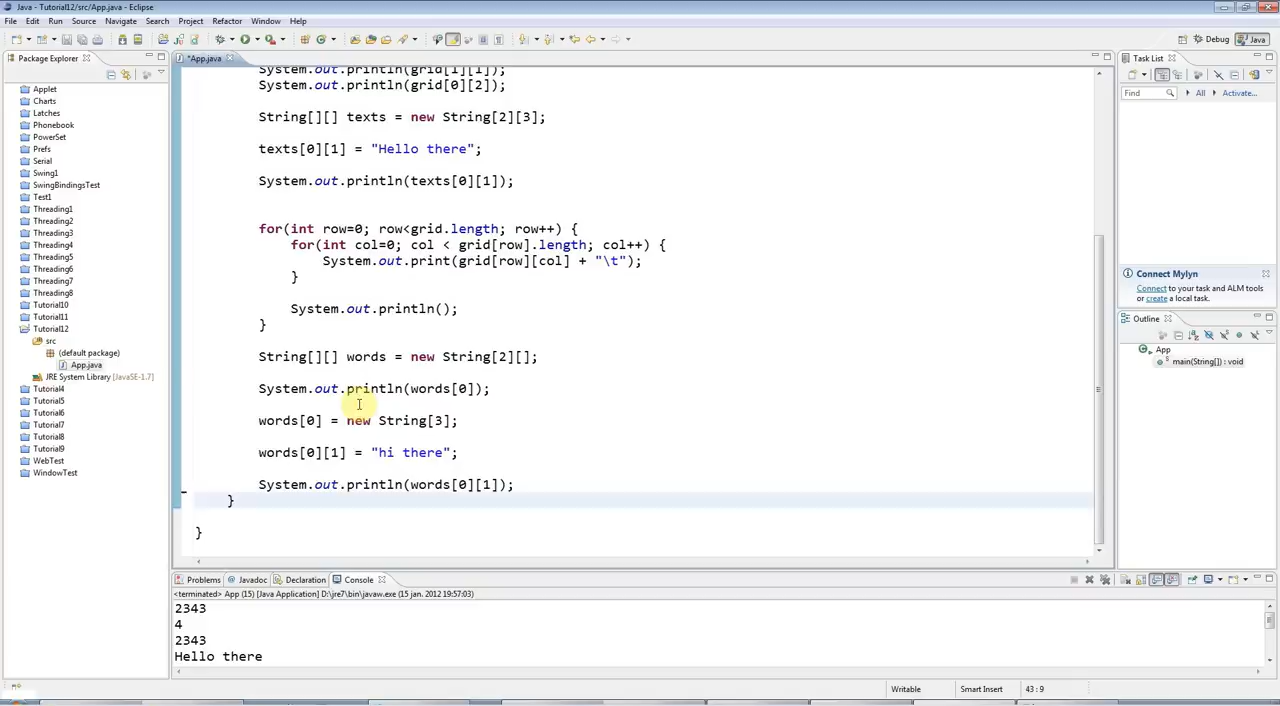 Java - Tutorial12/src/App.java - Eclipse
File Edit Run Source Navigate Search Project Refactor Window Help
Debug Java
Package Explorer
*App.java
Task List
Applet
Charts
Latches
Phonebook
PowerSet
Prefs
Serial
Swing1
SwingBindingsTest
Test1
Threading1
Threading2
Threading3
Threading4
Threading5
Threading6
Threading7
Threading8
Tutorial10
Tutorial11
Tutorial12
src
(default package)
App.java
JRE System Library [JavaSE-1.7]
Tutorial4
Tutorial5
Tutorial6
Tutorial7
Tutorial8
Tutorial9
WebTest
WindowTest
System.out.println(grid[1][1]);
System.out.println(grid[0][2]);
String[][] texts = new String[2][3];
texts[0][1] = "Hello there";
System.out.println(texts[0][1]);
for(int row=0; row<grid.length; row++) {
for(int col=0; col < grid[row].length; col++) {
System.out.print(grid[row][col] + "\t");
}
System.out.println();
}
String[][] words = new String[2][];
System.out.println(words[0]);
words[0] = new String[3];
words[0][1] = "hi there";
System.out.println(words[0][1]);
}
}
Find All Activate...
Connect Mylyn
Connect to your task and ALM tools
or create a local task.
Outline
App
main(String[]) : void
Problems Javadoc Declaration Console
<terminated> App (15) [Java Application] D:\jre7\bin\javaw.exe (15 jan. 2012 19:57:03)
2343
4
2343
Hello there
Writable Smart Insert 43 : 9